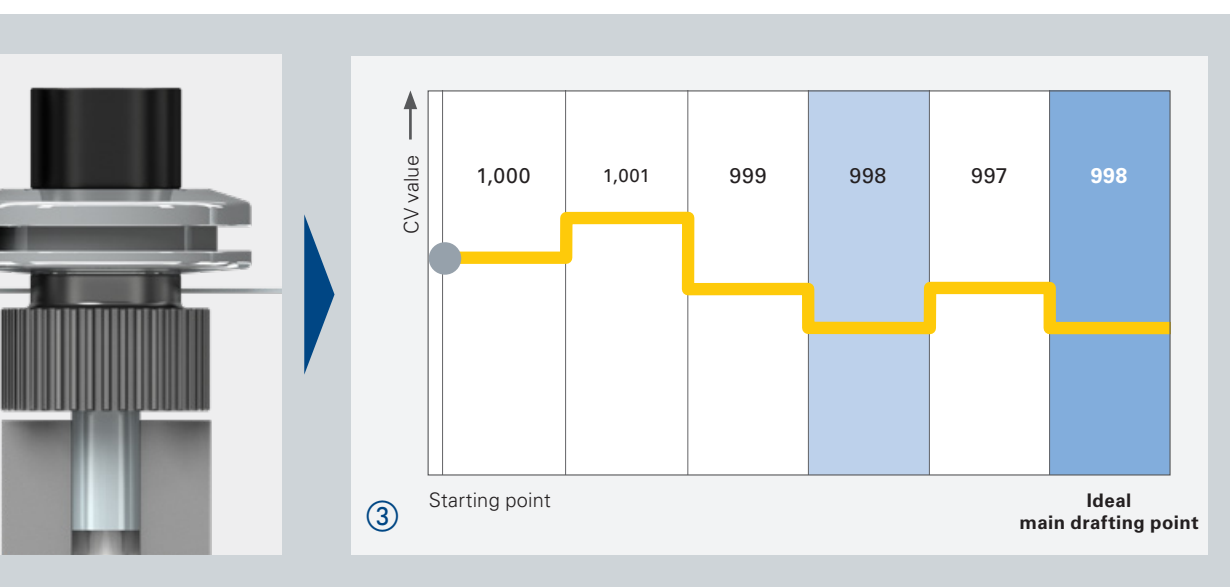 CV value
1,000
1,001
999
998
997
998
Starting point
Ideal
main drafting point
③